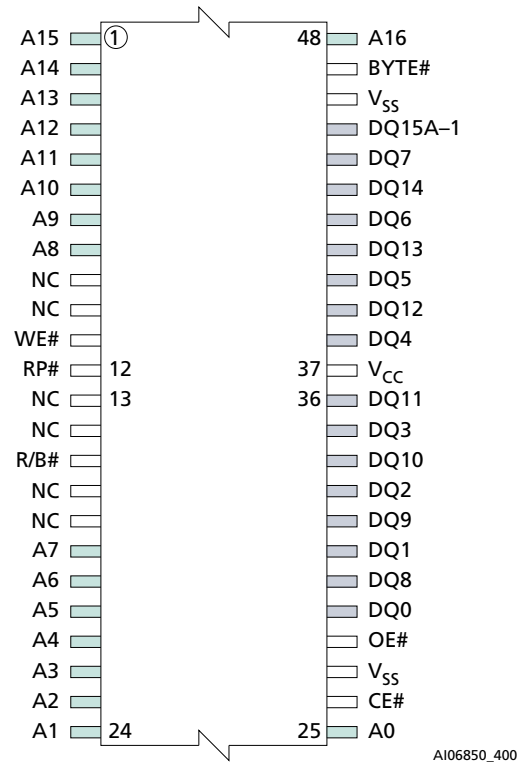 A15 ① 48 A16
A14 BYTE#
A13 VSS
A12 DQ15A–1
A11 DQ7
A10 DQ14
A9 DQ6
A8 DQ13
NC DQ5
NC DQ12
WE# DQ4
RP# 12 37 VCC
NC 13 36 DQ11
NC DQ3
R/B# DQ10
NC DQ2
NC DQ9
A7 DQ1
A6 DQ8
A5 DQ0
A4 OE#
A3 VSS
A2 CE#
A1 24 25 A0
AI06850_400